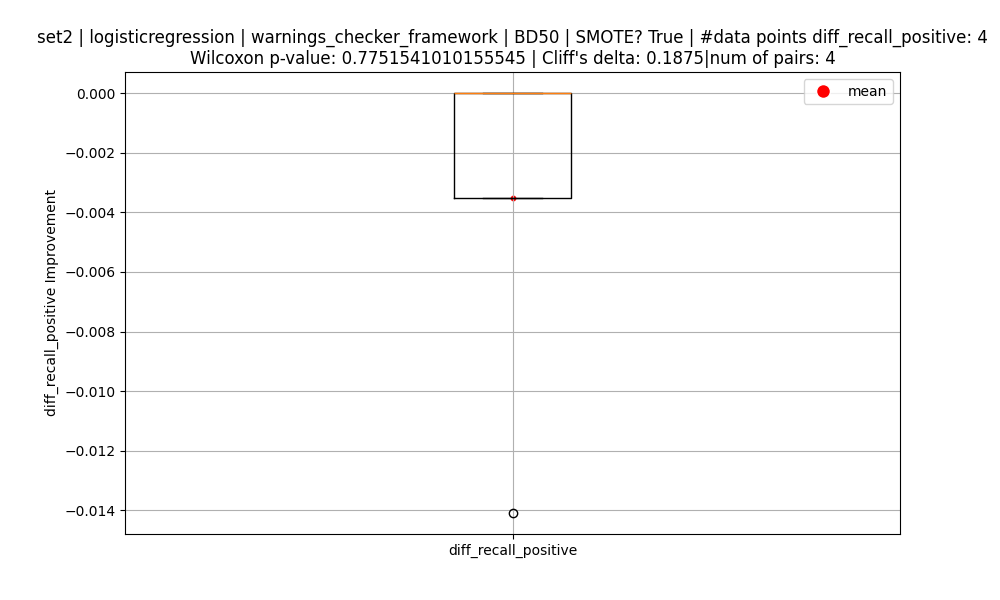 set2 | logisticregression | warnings_checker_framework | BD50 | SMOTE? True | #data points diff_recall_positive: 4
Wilcoxon p-value: 0.7751541010155545 | Cliff's delta: 0.1875|num of pairs: 4
mean
0.000
−0.002
−0.004
−0.006
−0.008
−0.010
−0.012
−0.014
diff_recall_positive Improvement
diff_recall_positive